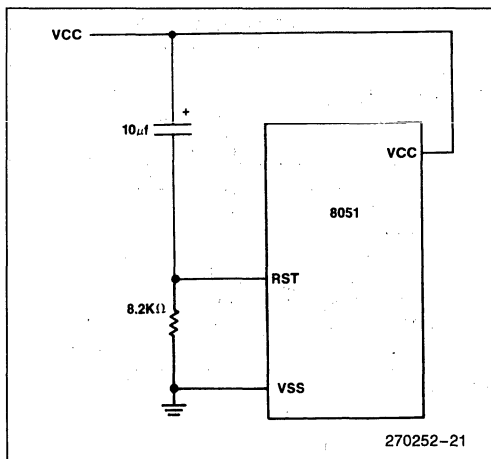 VCC
+
10μf
VCC
8051
RST
8.2KΩ
VSS
270252-21